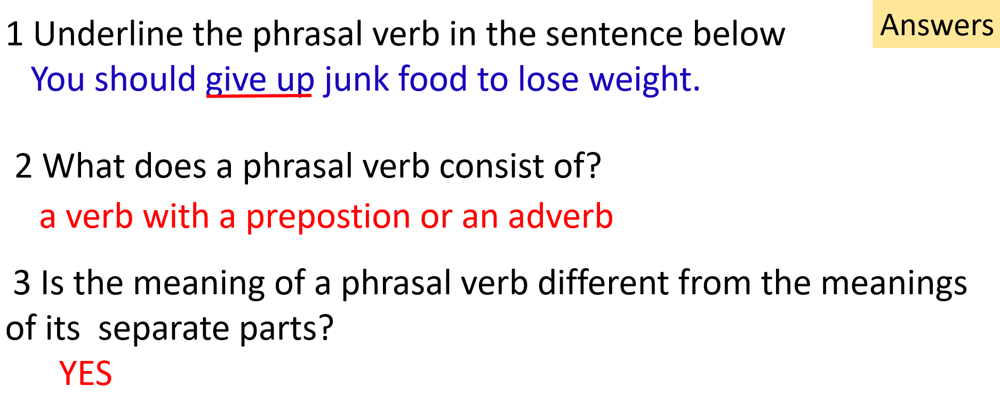 Answers
1 Underline the phrasal verb in the sentence below
You should give up junk food to lose weight.
2 What does a phrasal verb consist of?
a verb with a prepostion or an adverb
3 Is the meaning of a phrasal verb different from the meanings
of its  separate parts?
YES